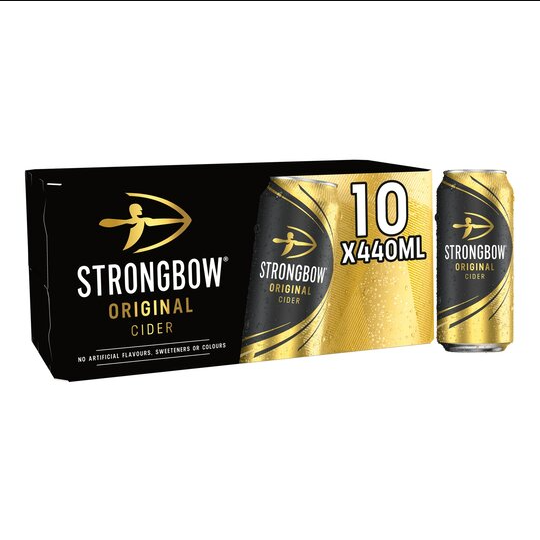 STRONGBOW®
ORIGINAL
CIDER
NO ARTIFICIAL FLAVOURS, SWEETENERS OR COLOURS
STRONGBOW
ORIGINAL
CIDER
10
X440ML
STRONGBOW
ORIGINAL
CIDER